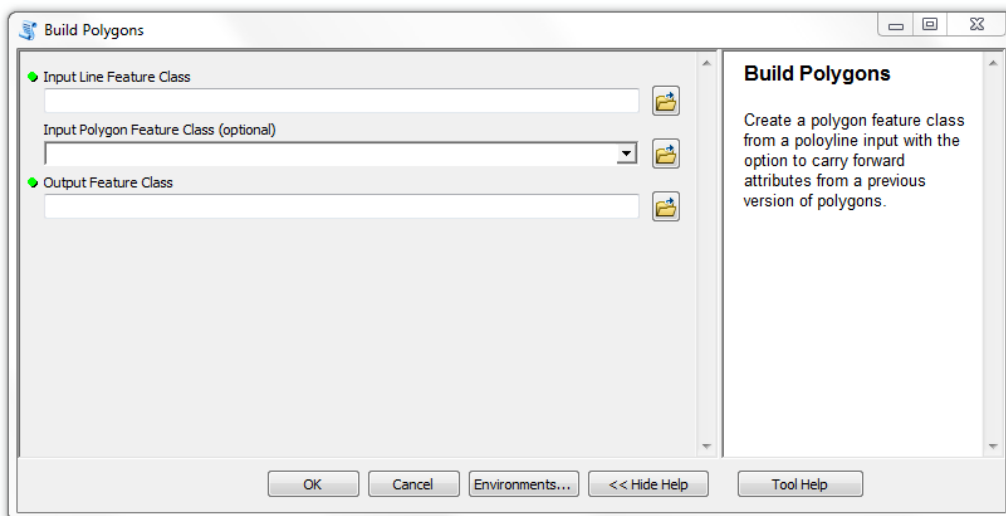 Build Polygons
Input Line Feature Class
Input Polygon Feature Class (optional)
Output Feature Class
Build Polygons
Create a polygon feature class
from a poloyline input with the
option to carry forward
attributes from a previous
version of polygons.
OK
Cancel
Environments...
<< Hide Help
Tool Help